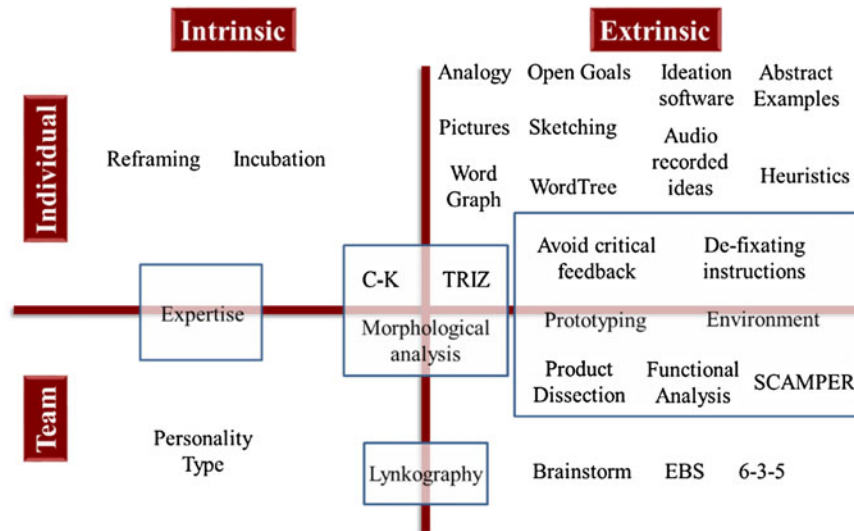 Intrinsic
Extrinsic
Individual
Team
Reframing Incubation
Analogy Open Goals Ideation software Abstract Examples
Pictures Sketching Audio recorded ideas
Word Graph WordTree Heuristics
Expertise
C-K TRIZ
Morphological
analysis
Avoid critical
feedback
De-fixating
instructions
Prototyping Environment
Product
Dissection
Functional
Analysis
SCAMPER
Personality
Type
Lynkography
Brainstorm EBS 6-3-5